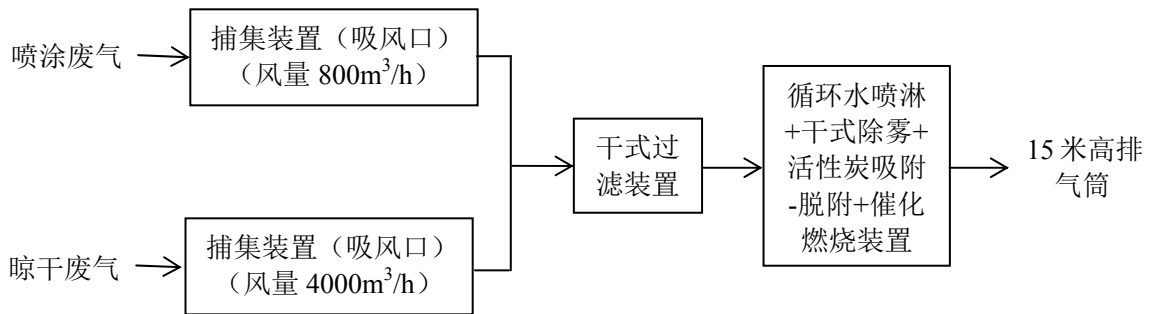 喷涂废气
捕集装置（吸风口）
（风量 800m³/h）
晾干废气
捕集装置（吸风口）
（风量 4000m³/h）
干式过
滤装置
循环水喷淋
+干式除雾+
活性炭吸附
-脱附+催化
燃烧装置
15 米高排
气筒